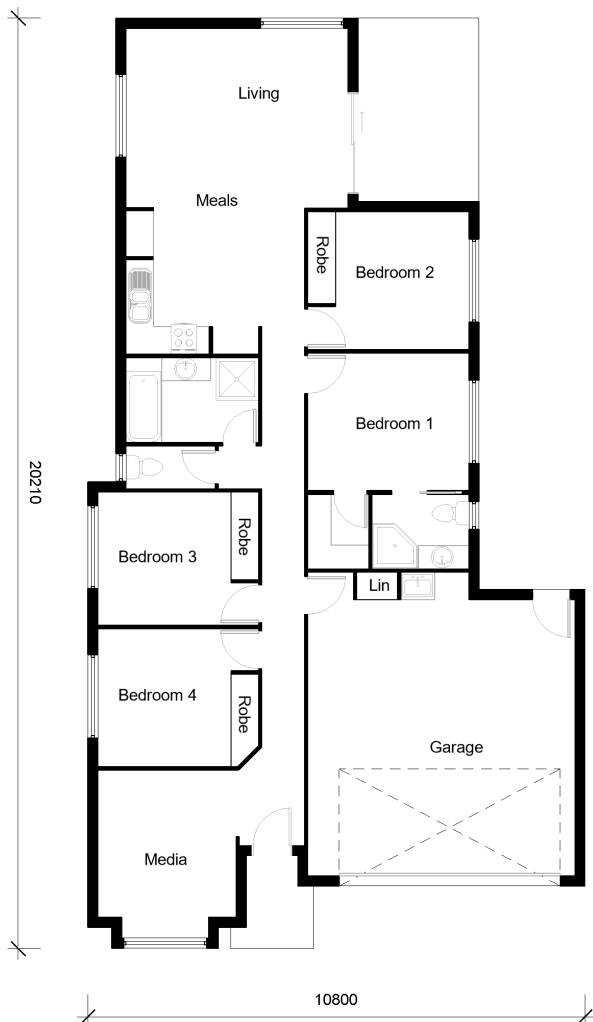 Living
Meals
Robe
Bedroom 2
Bedroom 1
20210
Robe
Bedroom 3
Lin
Bedroom 4
Robe
Garage
Media
10800